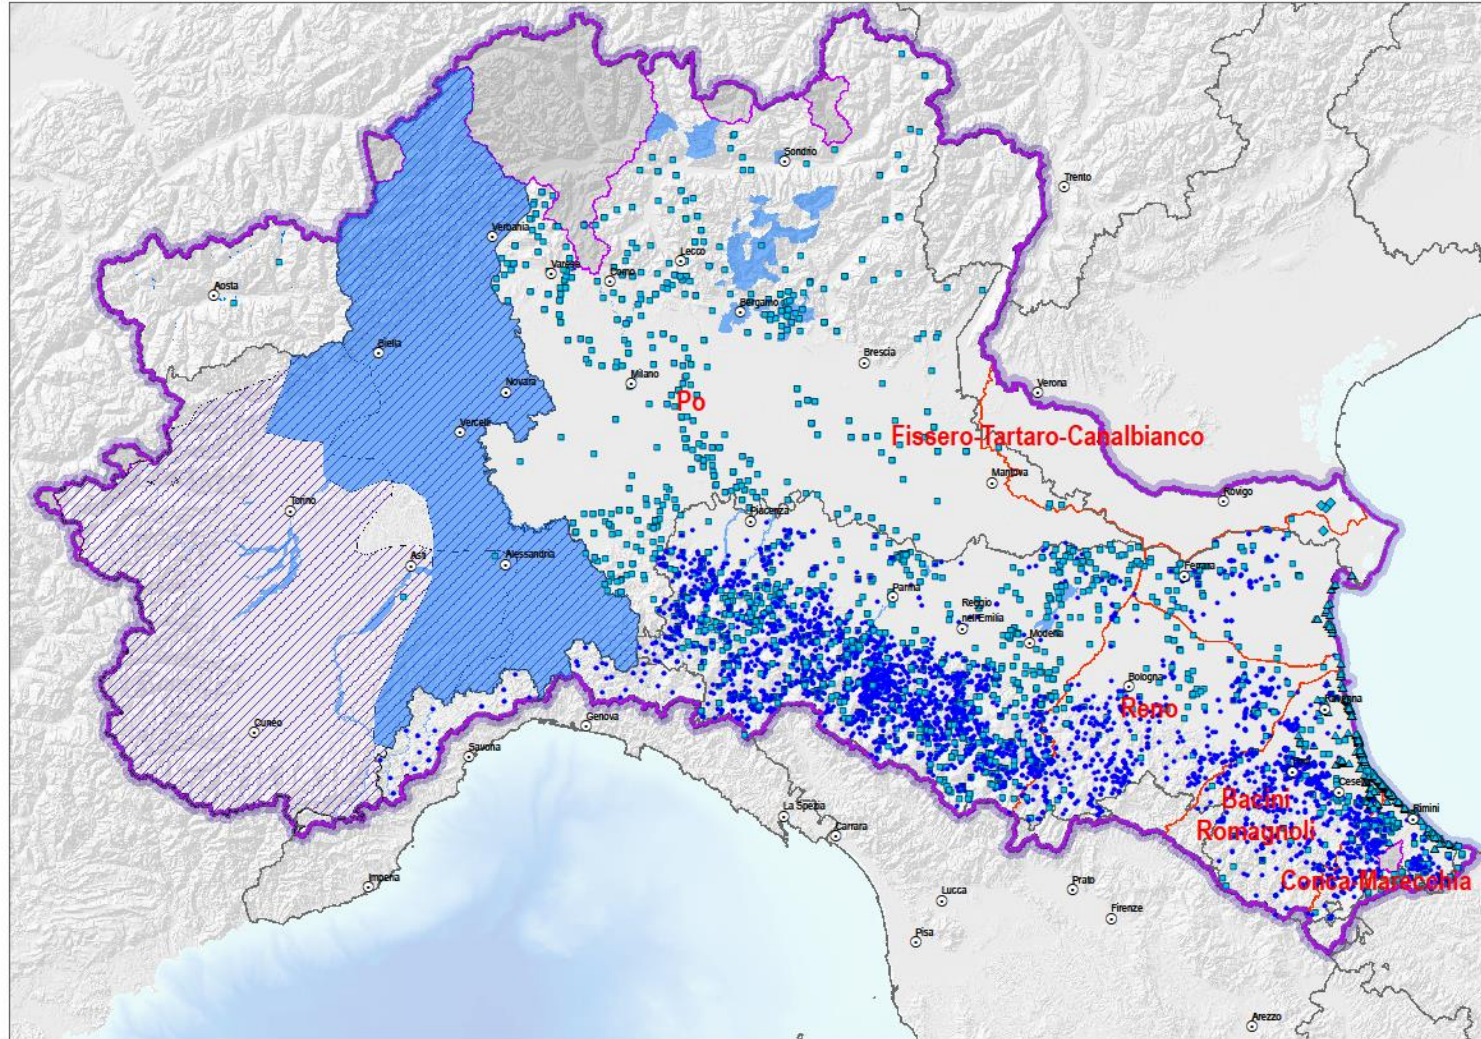 Sondrio
Trento
Verbania
Varese
Como
Lecco
Aosta
Bergamo
Biella
Brescia
Milano
Novara
Verona
Po
Vercelli
Fissero-Tartaro-Canalbianco
Mantova
Rovigo
Torino
Piacenza
Asti
Alessandria
Ferrara
Parma
Reggio
nell'Emilia
Modena
Bologna
Reno
Ravenna
Cuneo
Genova
Savona
Forlì
Cesena
Bacini
Romagnoli
Rimini
La Spezia
Carrara
Conca-Marecchia
Imperia
Prato
Lucca
Firenze
Pisa
Arezzo